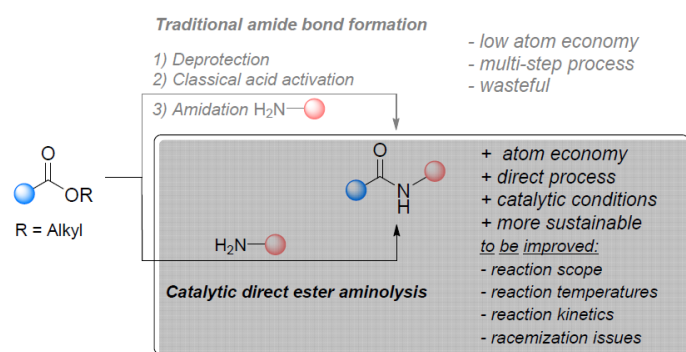 Traditional amide bond formation
1) Deprotection
2) Classical acid activation
3) Amidation H2N
- low atom economy
- multi-step process
- wasteful
O
OR
R = Alkyl
O
N
H
H2N
Catalytic direct ester aminolysis
+ atom economy
+ direct process
+ catalytic conditions
+ more sustainable
to be improved:
- reaction scope
- reaction temperatures
- reaction kinetics
- racemization issues